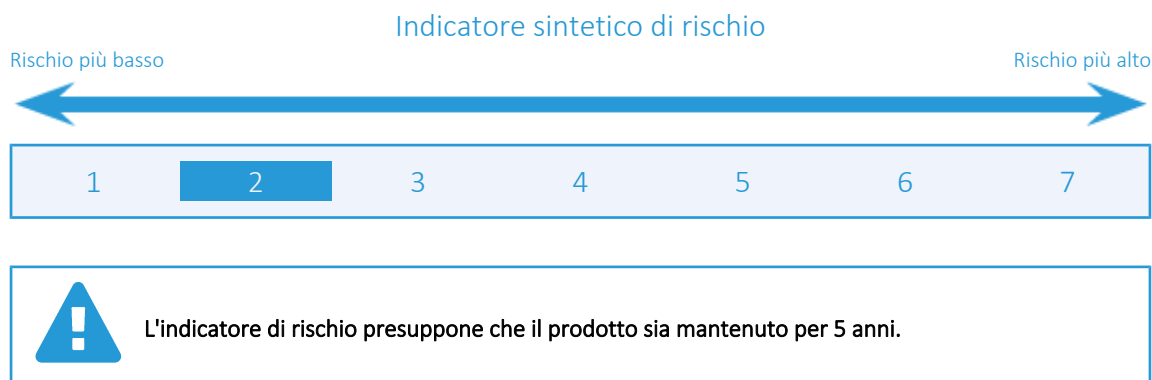 Indicatore sintetico di rischio
Rischio più basso Rischio più alto
1 2 3 4 5 6 7
L'indicatore di rischio presuppone che il prodotto sia mantenuto per 5 anni.